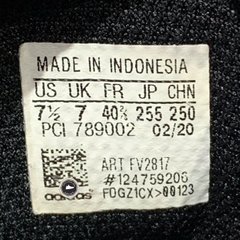 MADE IN INDONESIA
US UK FR JP CHN
7½ 7 40⅔ 255 250
PCI 789002 02/20
ART FV2817
#124759206
adidas FDGZ1CX>00123